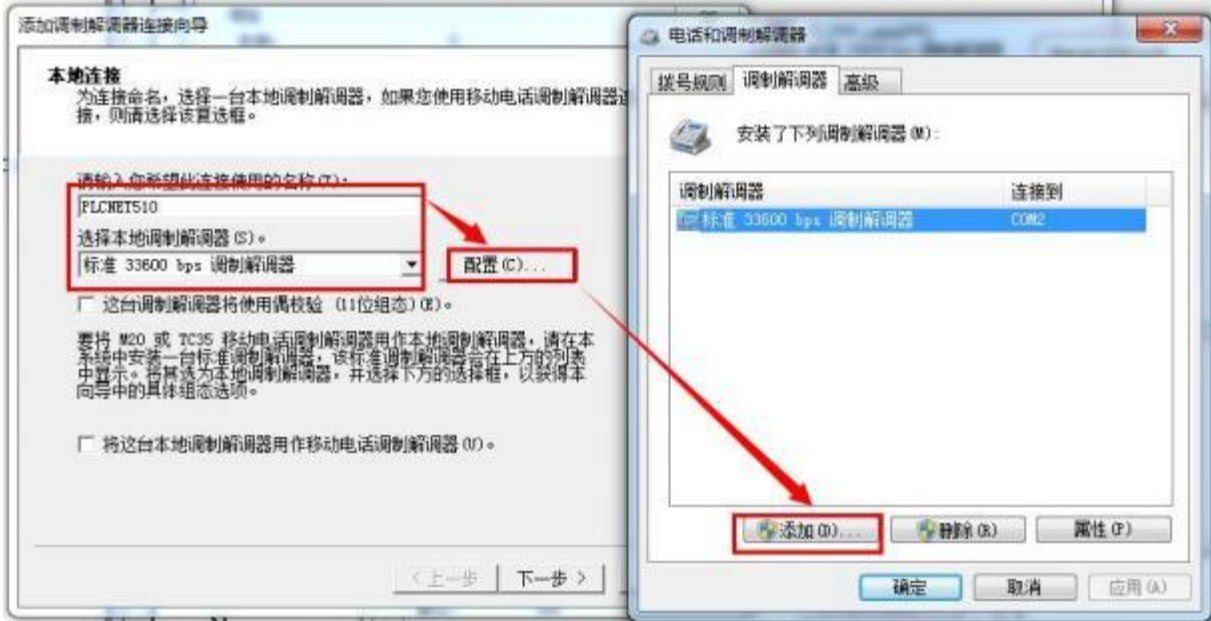 添加调制解调器连接向导
本地连接
为连接命名，选择一台本地调制解调器，如果您使用移动电话调制解调器
接，则请选择该复选框。
请输入您希望此连接使用的名称(T)：
PLCNET510
选择本地调制解调器(S)。
标准 33600 bps 调制解调器
配置(C)...
这台调制解调器将使用偶校验 (11位组态)(E)。
要将 M20 或 TC35 移动电话调制解调器用作本地调制解调器，请在本
系统中安装一台标准调制解调器，该标准调制解调器会在上方的列表
中显示。将其选为本地调制解调器，并选择下方的选择框，以获得本
向导中的具体组态选项。
将这台本地调制解调器用作移动电话调制解调器(U)。
<上一步
下一步 >
电话和调制解调器
拨号规则
调制解调器
高级
安装了下列调制解调器(M)：
调制解调器
连接到
标准 33600 bps 调制解调器
COM2
添加(D)...
删除(R)
属性(P)
确定
取消
应用(A)